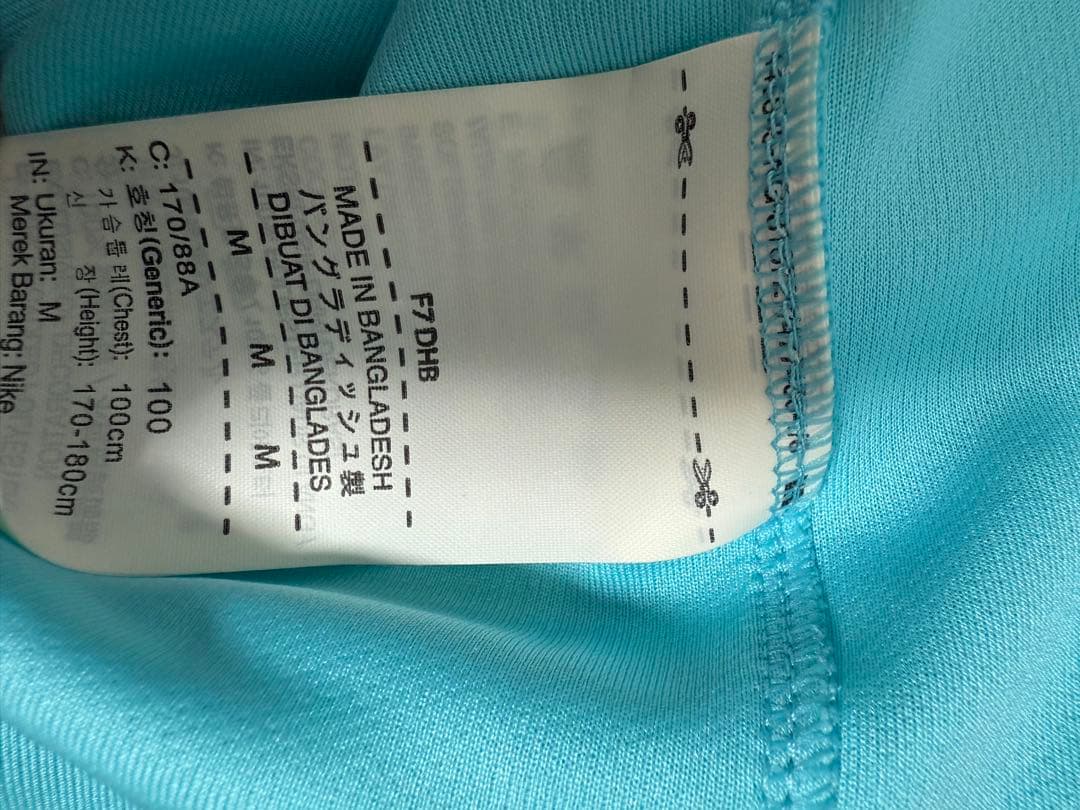 F7DHB
MADE IN BANGLADESH
バングラディッシュ製
DIBUAT DI BANGLADES
M M M
C: 170/88A
K: 호칭(Generic): 100
가슴둘레(Chest): 100cm
신 장(Height): 170-180cm
IN: Ukuran: M
Merek Barang: Nike